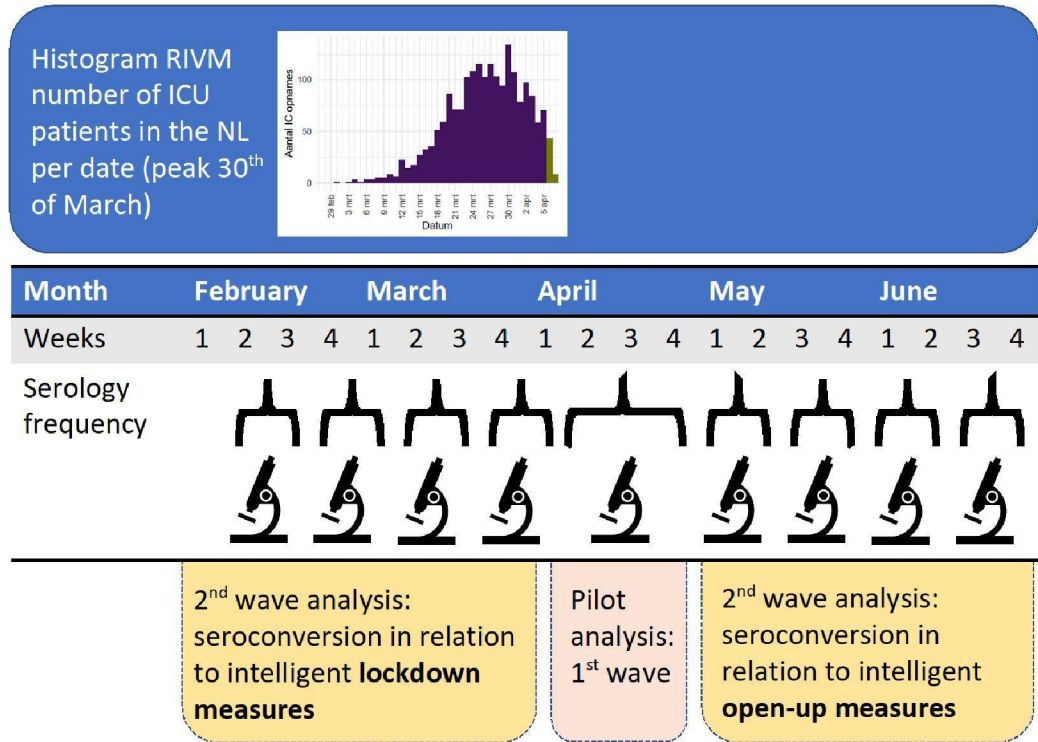 Histogram RIVM
number of ICU
patients in the NL
per date (peak 30th
of March)
Aantal IC opnames
100
50
0
29 feb 3 mrt 6 mrt 9 mrt 12 mrt 15 mrt 18 mrt 21 mrt 24 mrt 27 mrt 30 mrt 2 apr 5 apr
Datum
Month February March April May June
Weeks 1 2 3 4 1 2 3 4 1 2 3 4 1 2 3 4 1 2 3 4
Serology
frequency
2nd wave analysis:
seroconversion in relation
to intelligent lockdown
measures
Pilot
analysis:
1st wave
2nd wave analysis:
seroconversion in
relation to intelligent
open-up measures